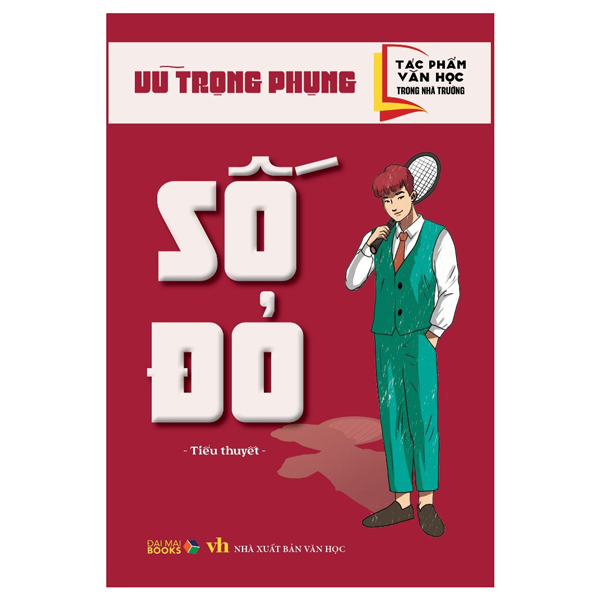 VŨ TRỌNG PHỤNG
TÁC PHẨM
VĂN HỌC
TRONG NHÀ TRƯỜNG
SỐ
ĐỎ
- Tiểu thuyết -
ĐẠI MAI
BOOKS
vh NHÀ XUẤT BẢN VĂN HỌC